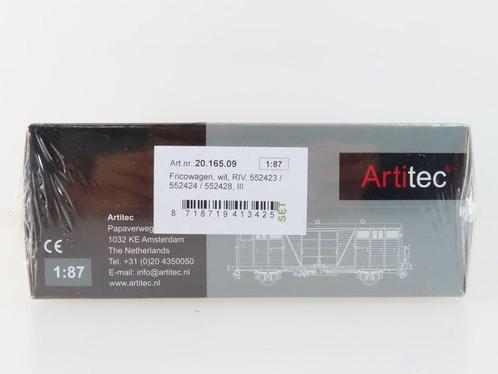 Art nr.: 20.165.09 1:87
Fricowagen, wit, RIV, 552423 /
552424 / 552428, III
8 718719 413425
SET
Artitec
Artitec
Papaverweg
1032 KE Amsterdam
The Netherlands
Tel. +31 (0)20 4350050
E-mail: info@artitec.nl
www.artitec.nl
CE
1:87